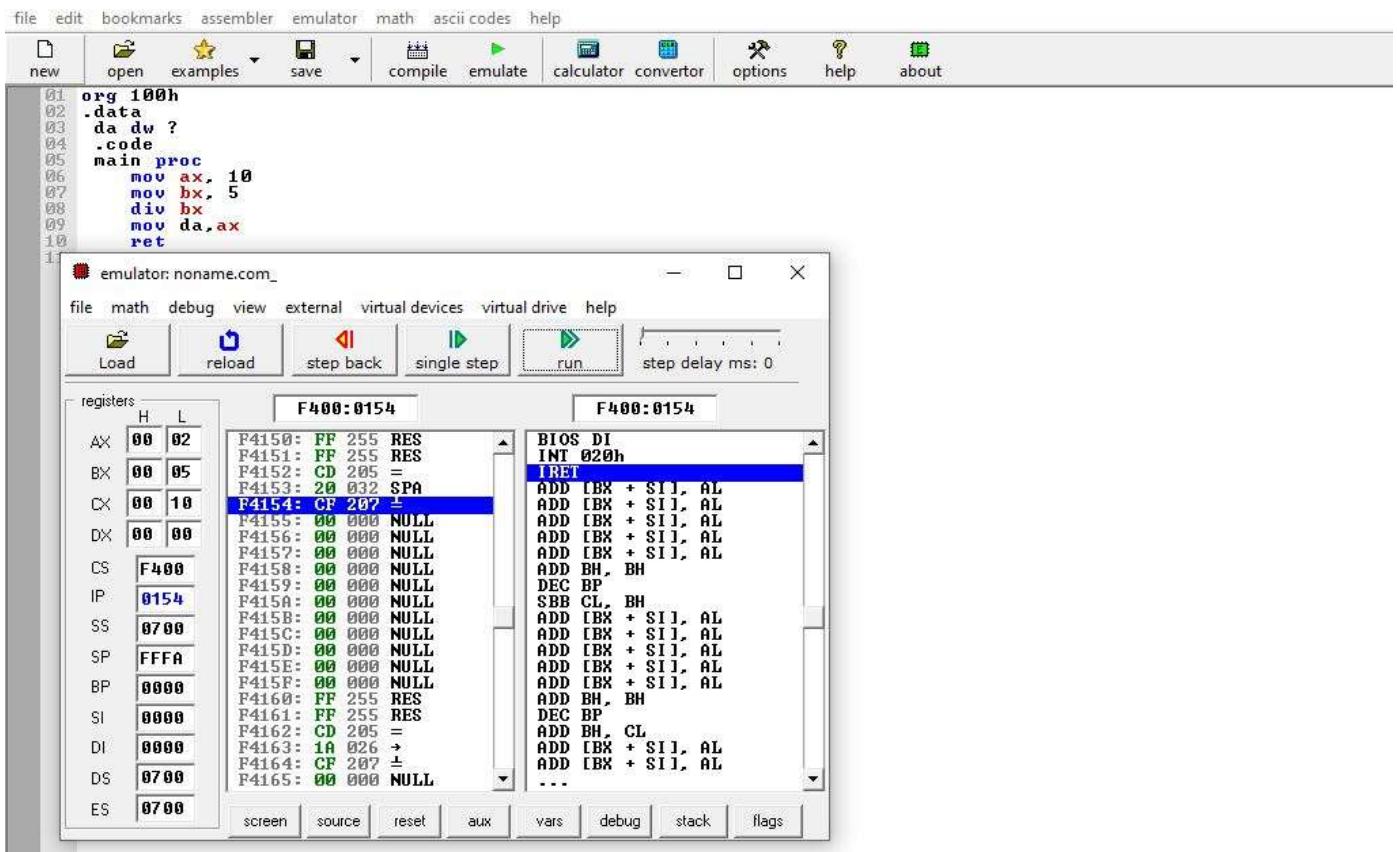 file edit bookmarks assembler emulator math ascii codes help
new open examples save compile emulate calculator convertor options help about
01 org 100h
02 .data
03 da dw ?
04 .code
05 main proc
06 mov ax, 10
07 mov bx, 5
08 div bx
09 mov da,ax
10 ret
emulator: noname.com_
file math debug view external virtual devices virtual drive help
Load reload step back single step run step delay ms: 0
registers
H L
F400:0154 F400:0154
AX 00 02
BX 00 05
CX 00 10
DX 00 00
CS F400
IP 0154
SS 0700
SP FFFA
BP 0000
SI 0000
DI 0000
DS 0700
ES 0700
F4150: FF 255 RES
F4151: FF 255 RES
F4152: CD 205 =
F4153: 20 032 SPA
F4154: CF 207 ╧
F4155: 00 000 NULL
F4156: 00 000 NULL
F4157: 00 000 NULL
F4158: 00 000 NULL
F4159: 00 000 NULL
F415A: 00 000 NULL
F415B: 00 000 NULL
F415C: 00 000 NULL
F415D: 00 000 NULL
F415E: 00 000 NULL
F415F: 00 000 NULL
F4160: FF 255 RES
F4161: FF 255 RES
F4162: CD 205 =
F4163: 1A 026 →
F4164: CF 207 ╧
F4165: 00 000 NULL
BIOS DI
INT 020h
IRET
ADD [BX + SI], AL
ADD [BX + SI], AL
ADD [BX + SI], AL
ADD [BX + SI], AL
ADD [BX + SI], AL
ADD BH, BH
DEC BP
SBB CL, BH
ADD [BX + SI], AL
ADD [BX + SI], AL
ADD [BX + SI], AL
ADD [BX + SI], AL
ADD [BX + SI], AL
ADD BH, BH
DEC BP
ADD BH, CL
ADD [BX + SI], AL
ADD [BX + SI], AL
...
screen source reset aux vars debug stack flags